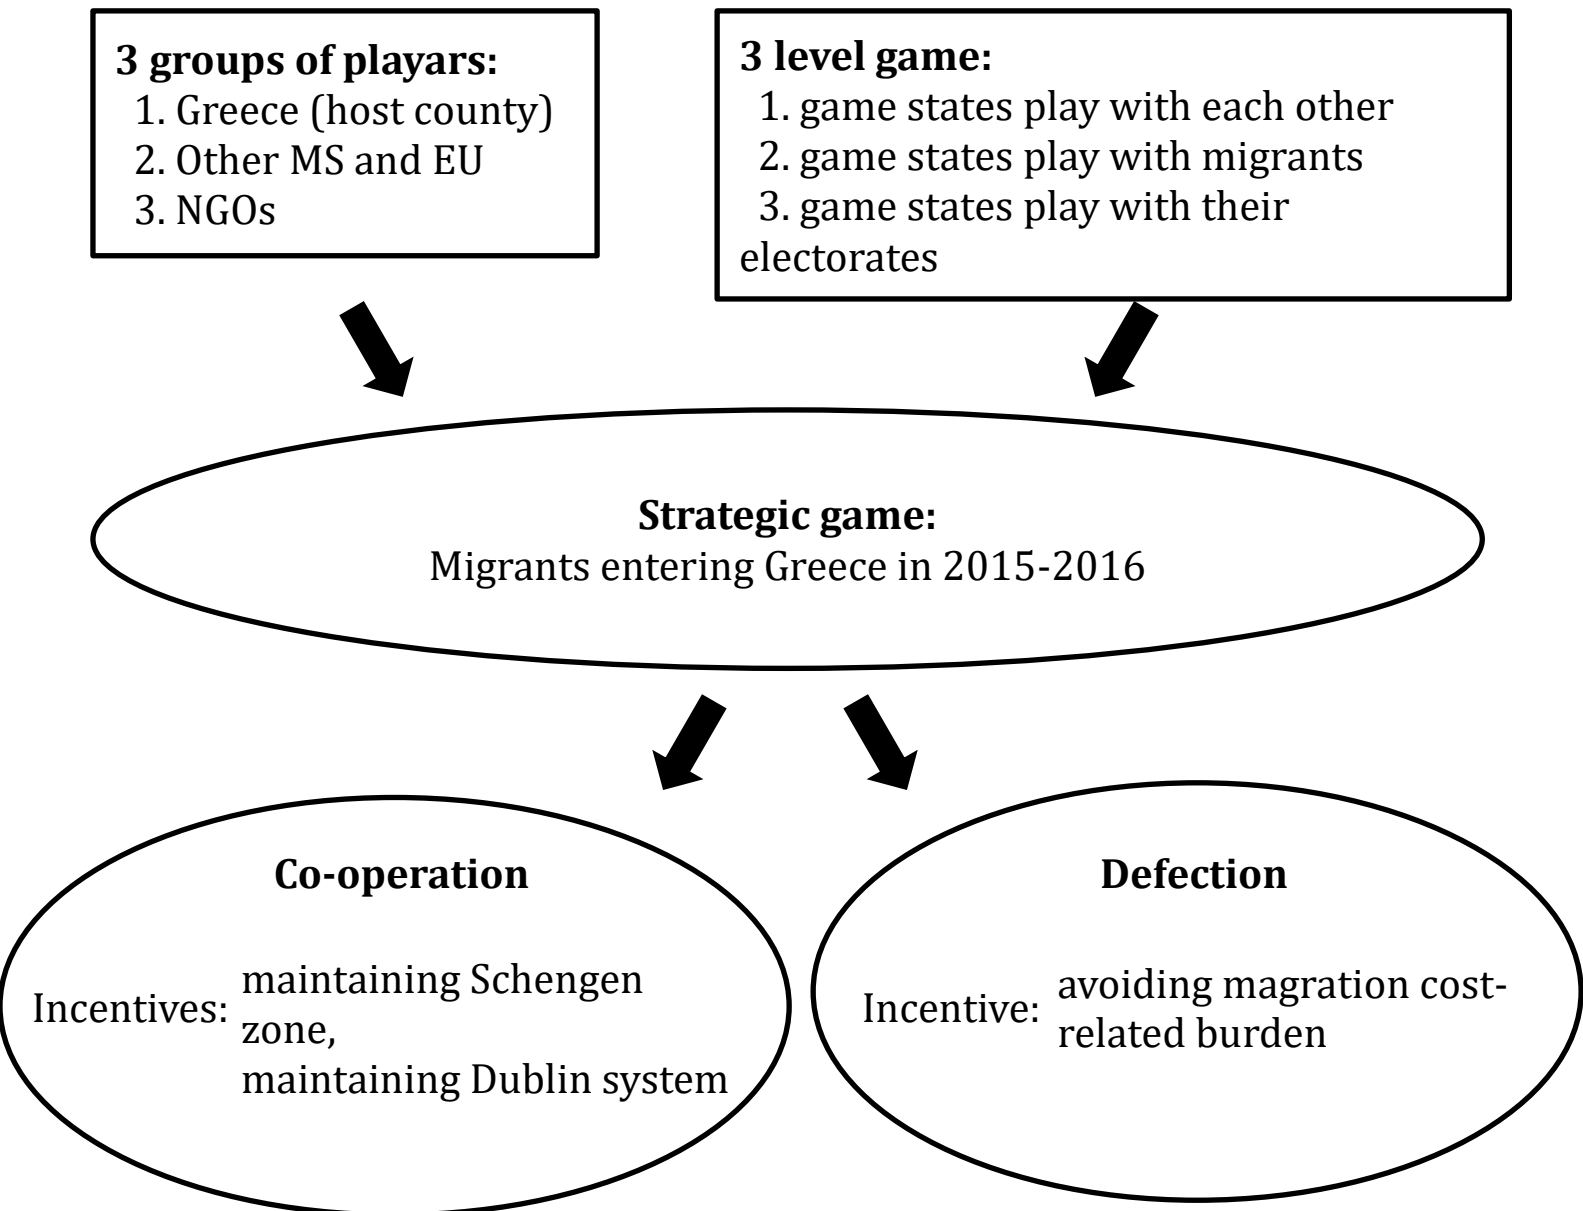 3 groups of playars:
1. Greece (host county)
2. Other MS and EU
3. NGOs
3 level game:
1. game states play with each other
2. game states play with migrants
3. game states play with their
electorates
Strategic game:
Migrants entering Greece in 2015-2016
Co-operation
Incentives:
maintaining Schengen
zone,
maintaining Dublin system
Defection
Incentive:
avoiding magration cost-
related burden